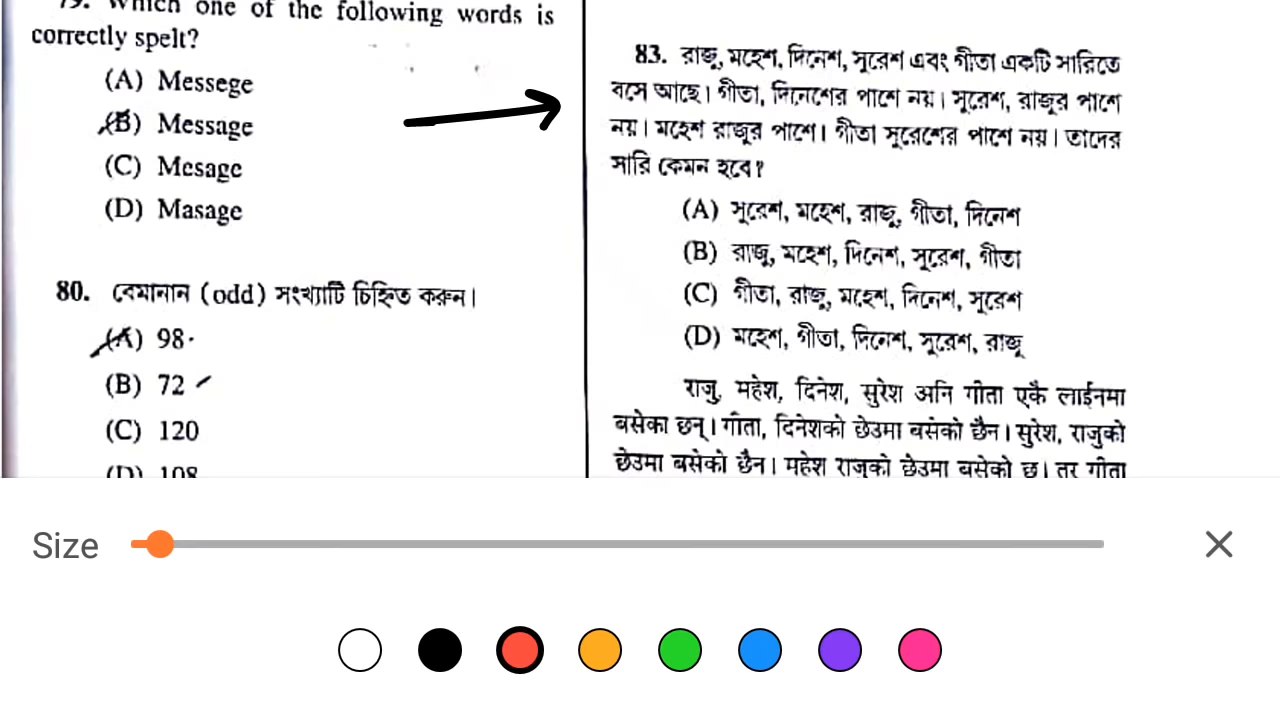 79. Which one of the following words is
correctly spelt?
(A) Messege
(B) Message
(C) Mesage
(D) Masage
80. বেমানান (odd) সংখ্যাটি চিহ্নিত করুন।
(A) 98
(B) 72
(C) 120
(D) 108
83. রাজু, মহেশ, দিনেশ, সুরেশ এবং গীতা একটি সারিতে
বসে আছে। গীতা, দিনেশের পাশে নয়। সুরেশ, রাজুর পাশে
নয়। মহেশ রাজুর পাশে। গীতা সুরেশের পাশে নয়। তাদের
সারি কেমন হবে?
(A) সুরেশ, মহেশ, রাজু, গীতা, দিনেশ
(B) রাজু, মহেশ, দিনেশ, সুরেশ, গীতা
(C) গীতা, রাজু, মহেশ, দিনেশ, সুরেশ
(D) মহেশ, গীতা, দিনেশ, সুরেশ, রাজু
राजु, महेश, दिनेश, सुरेश अनि गीता एकै लाईनमा
बसेका छन्। गीता, दिनेशको छेउमा बसेको छैन। सुरेश, राजुको
छेउमा बसेको छैन। महेश राजुको छेउमा बसेको छ। तर गीता
Size